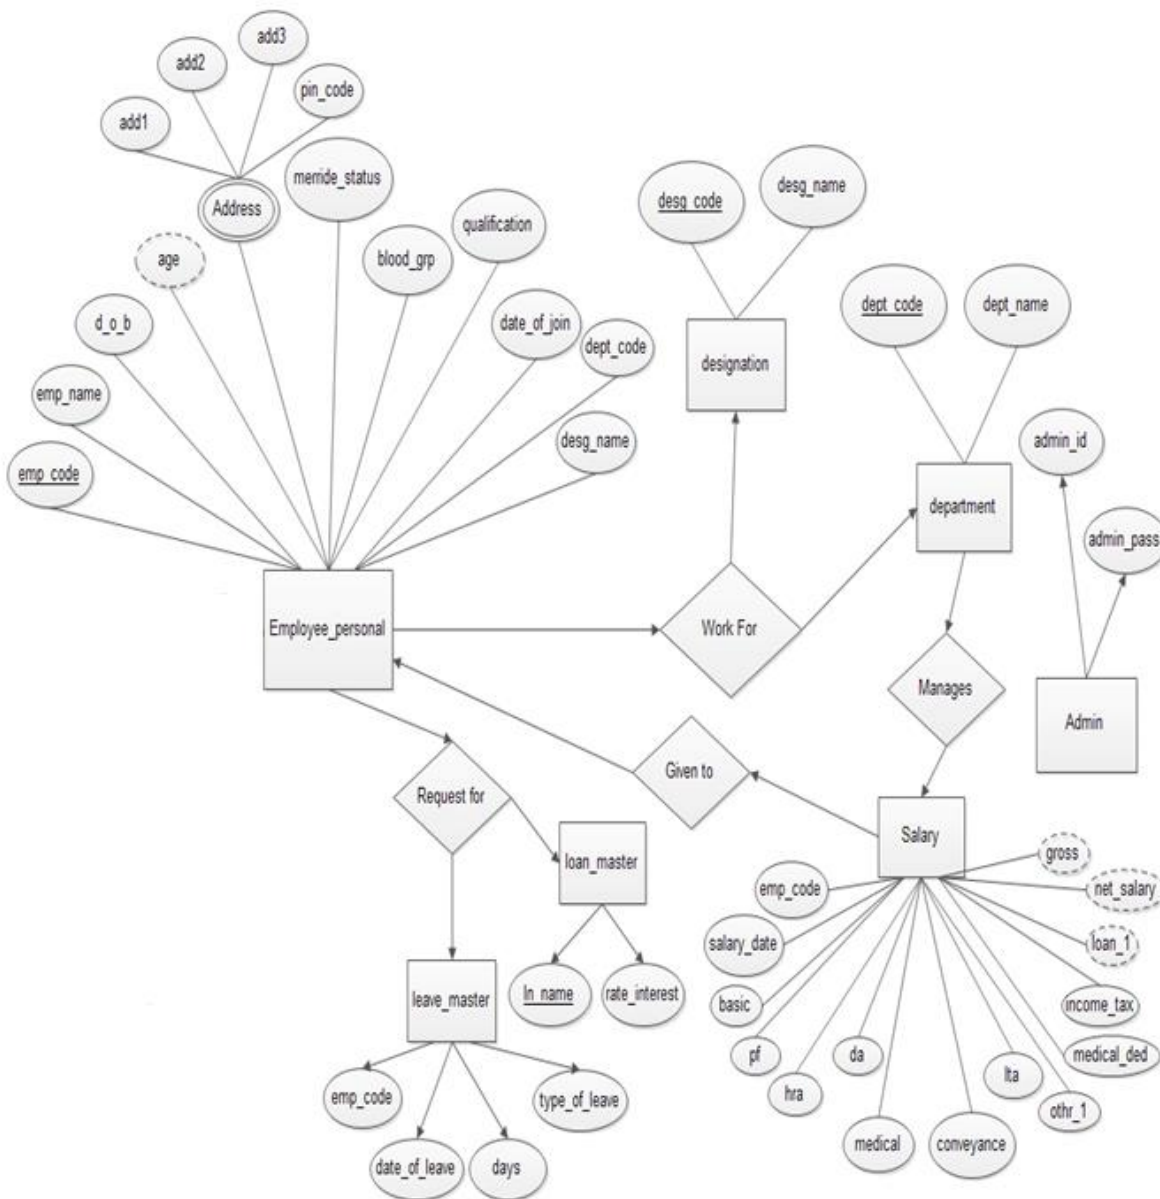 add3
add2
pin_code
add1
merride_status
Address
desg_code
desg_name
qualification
age
blood_grp
d_o_b
date_of_join
dept_code
dept_code
dept_name
designation
emp_name
desg_name
admin_id
emp_code
department
admin_pass
Employee_personal
Work For
Manages
Admin
Given to
Request for
loan_master
Salary
gross
emp_code
net_salary
salary_date
loan_1
leave_master
ln_name
rate_interest
basic
income_tax
pf
da
medical_ded
hra
lta
othr_1
emp_code
type_of_leave
medical
conveyance
date_of_leave
days